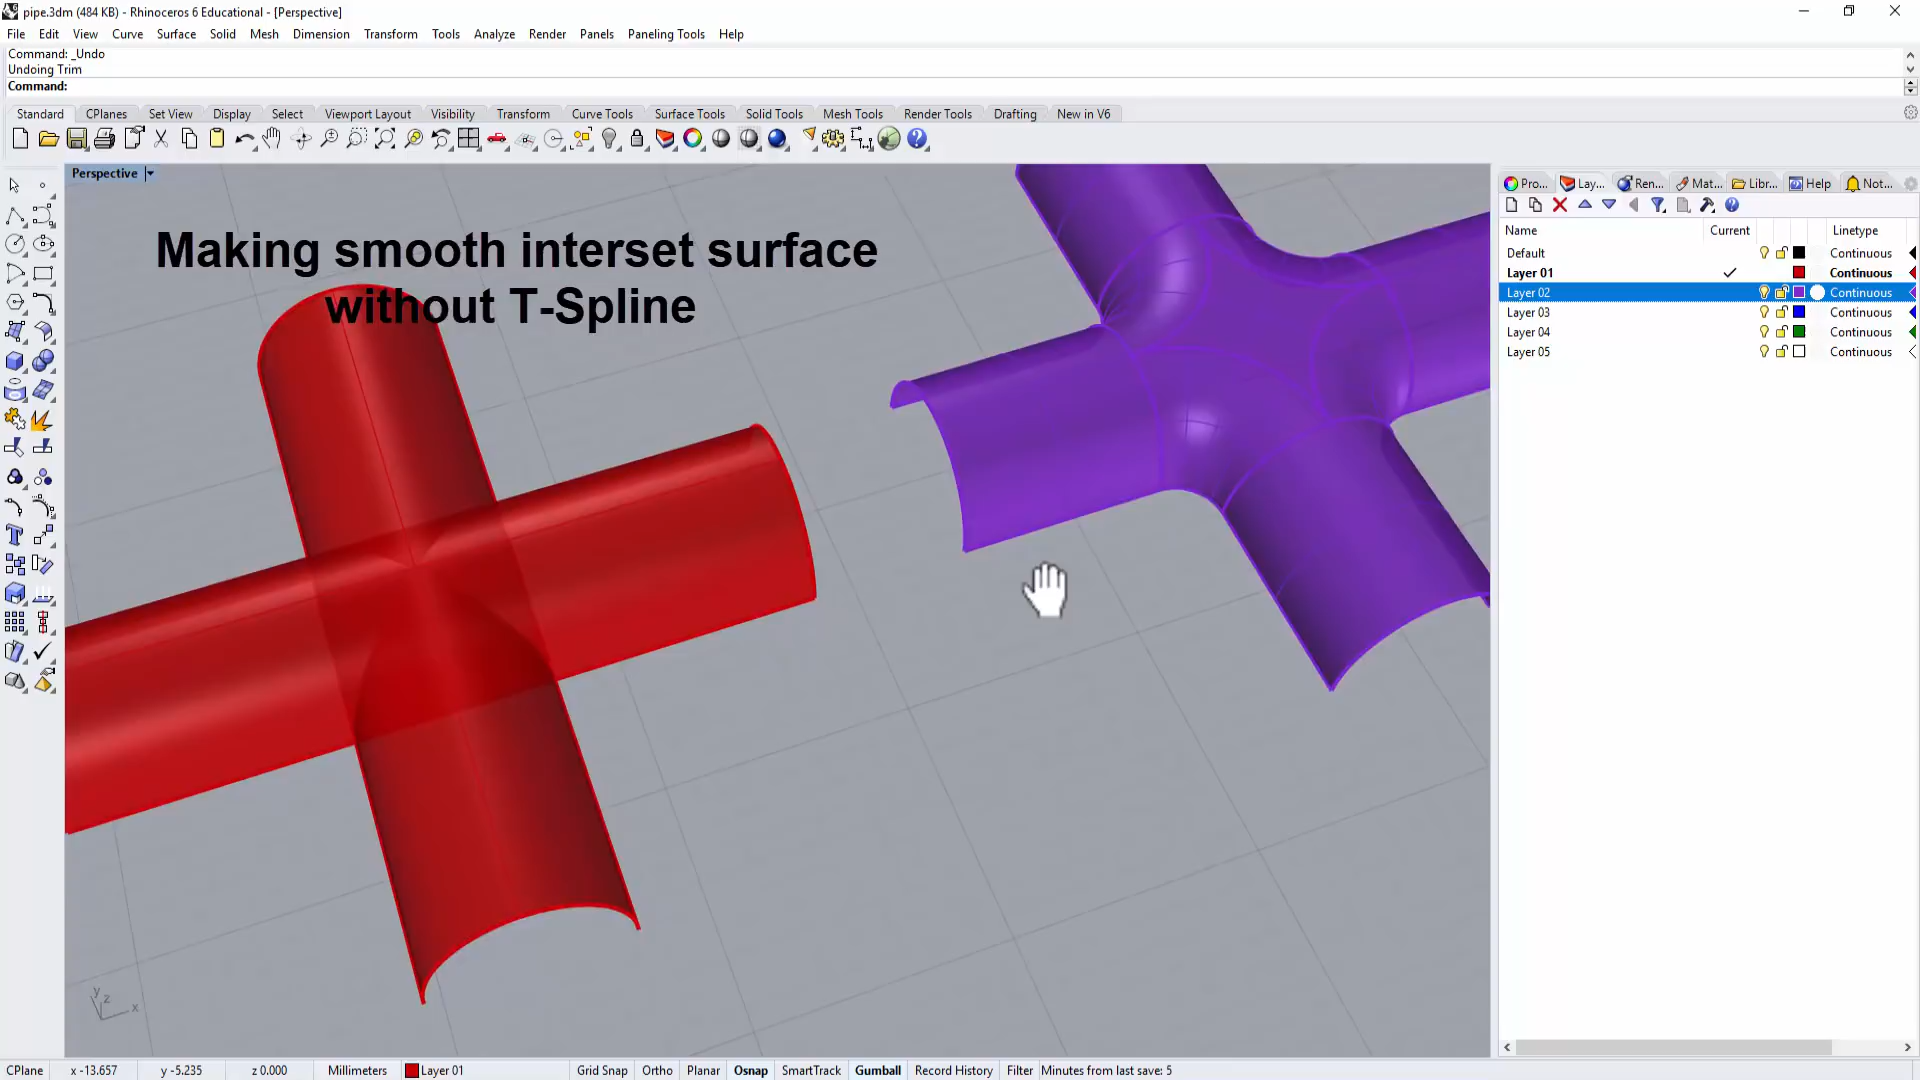 pipe.3dm (484 KB) - Rhinoceros 6 Educational - [Perspective]
File Edit View Curve Surface Solid Mesh Dimension Transform Tools Analyze Render Panels Paneling Tools Help
Command: _Undo
Undoing Trim
Command:
Standard CPlanes Set View Display Select Viewport Layout Visibility Transform Curve Tools Surface Tools Solid Tools Mesh Tools Render Tools Drafting New in V6
Perspective
Pro... Lay... Ren... Mat... Libr... Help Not...
Name Current Linetype
Default Continuous
Layer 01 Continuous
Layer 02 Continuous
Layer 03 Continuous
Layer 04 Continuous
Layer 05 Continuous
Making smooth interset surface
without T-Spline
y
z
x
CPlane x -13.657 y -5.235 z 0.000 Millimeters Layer 01 Grid Snap Ortho Planar Osnap SmartTrack Gumball Record History Filter Minutes from last save: 5